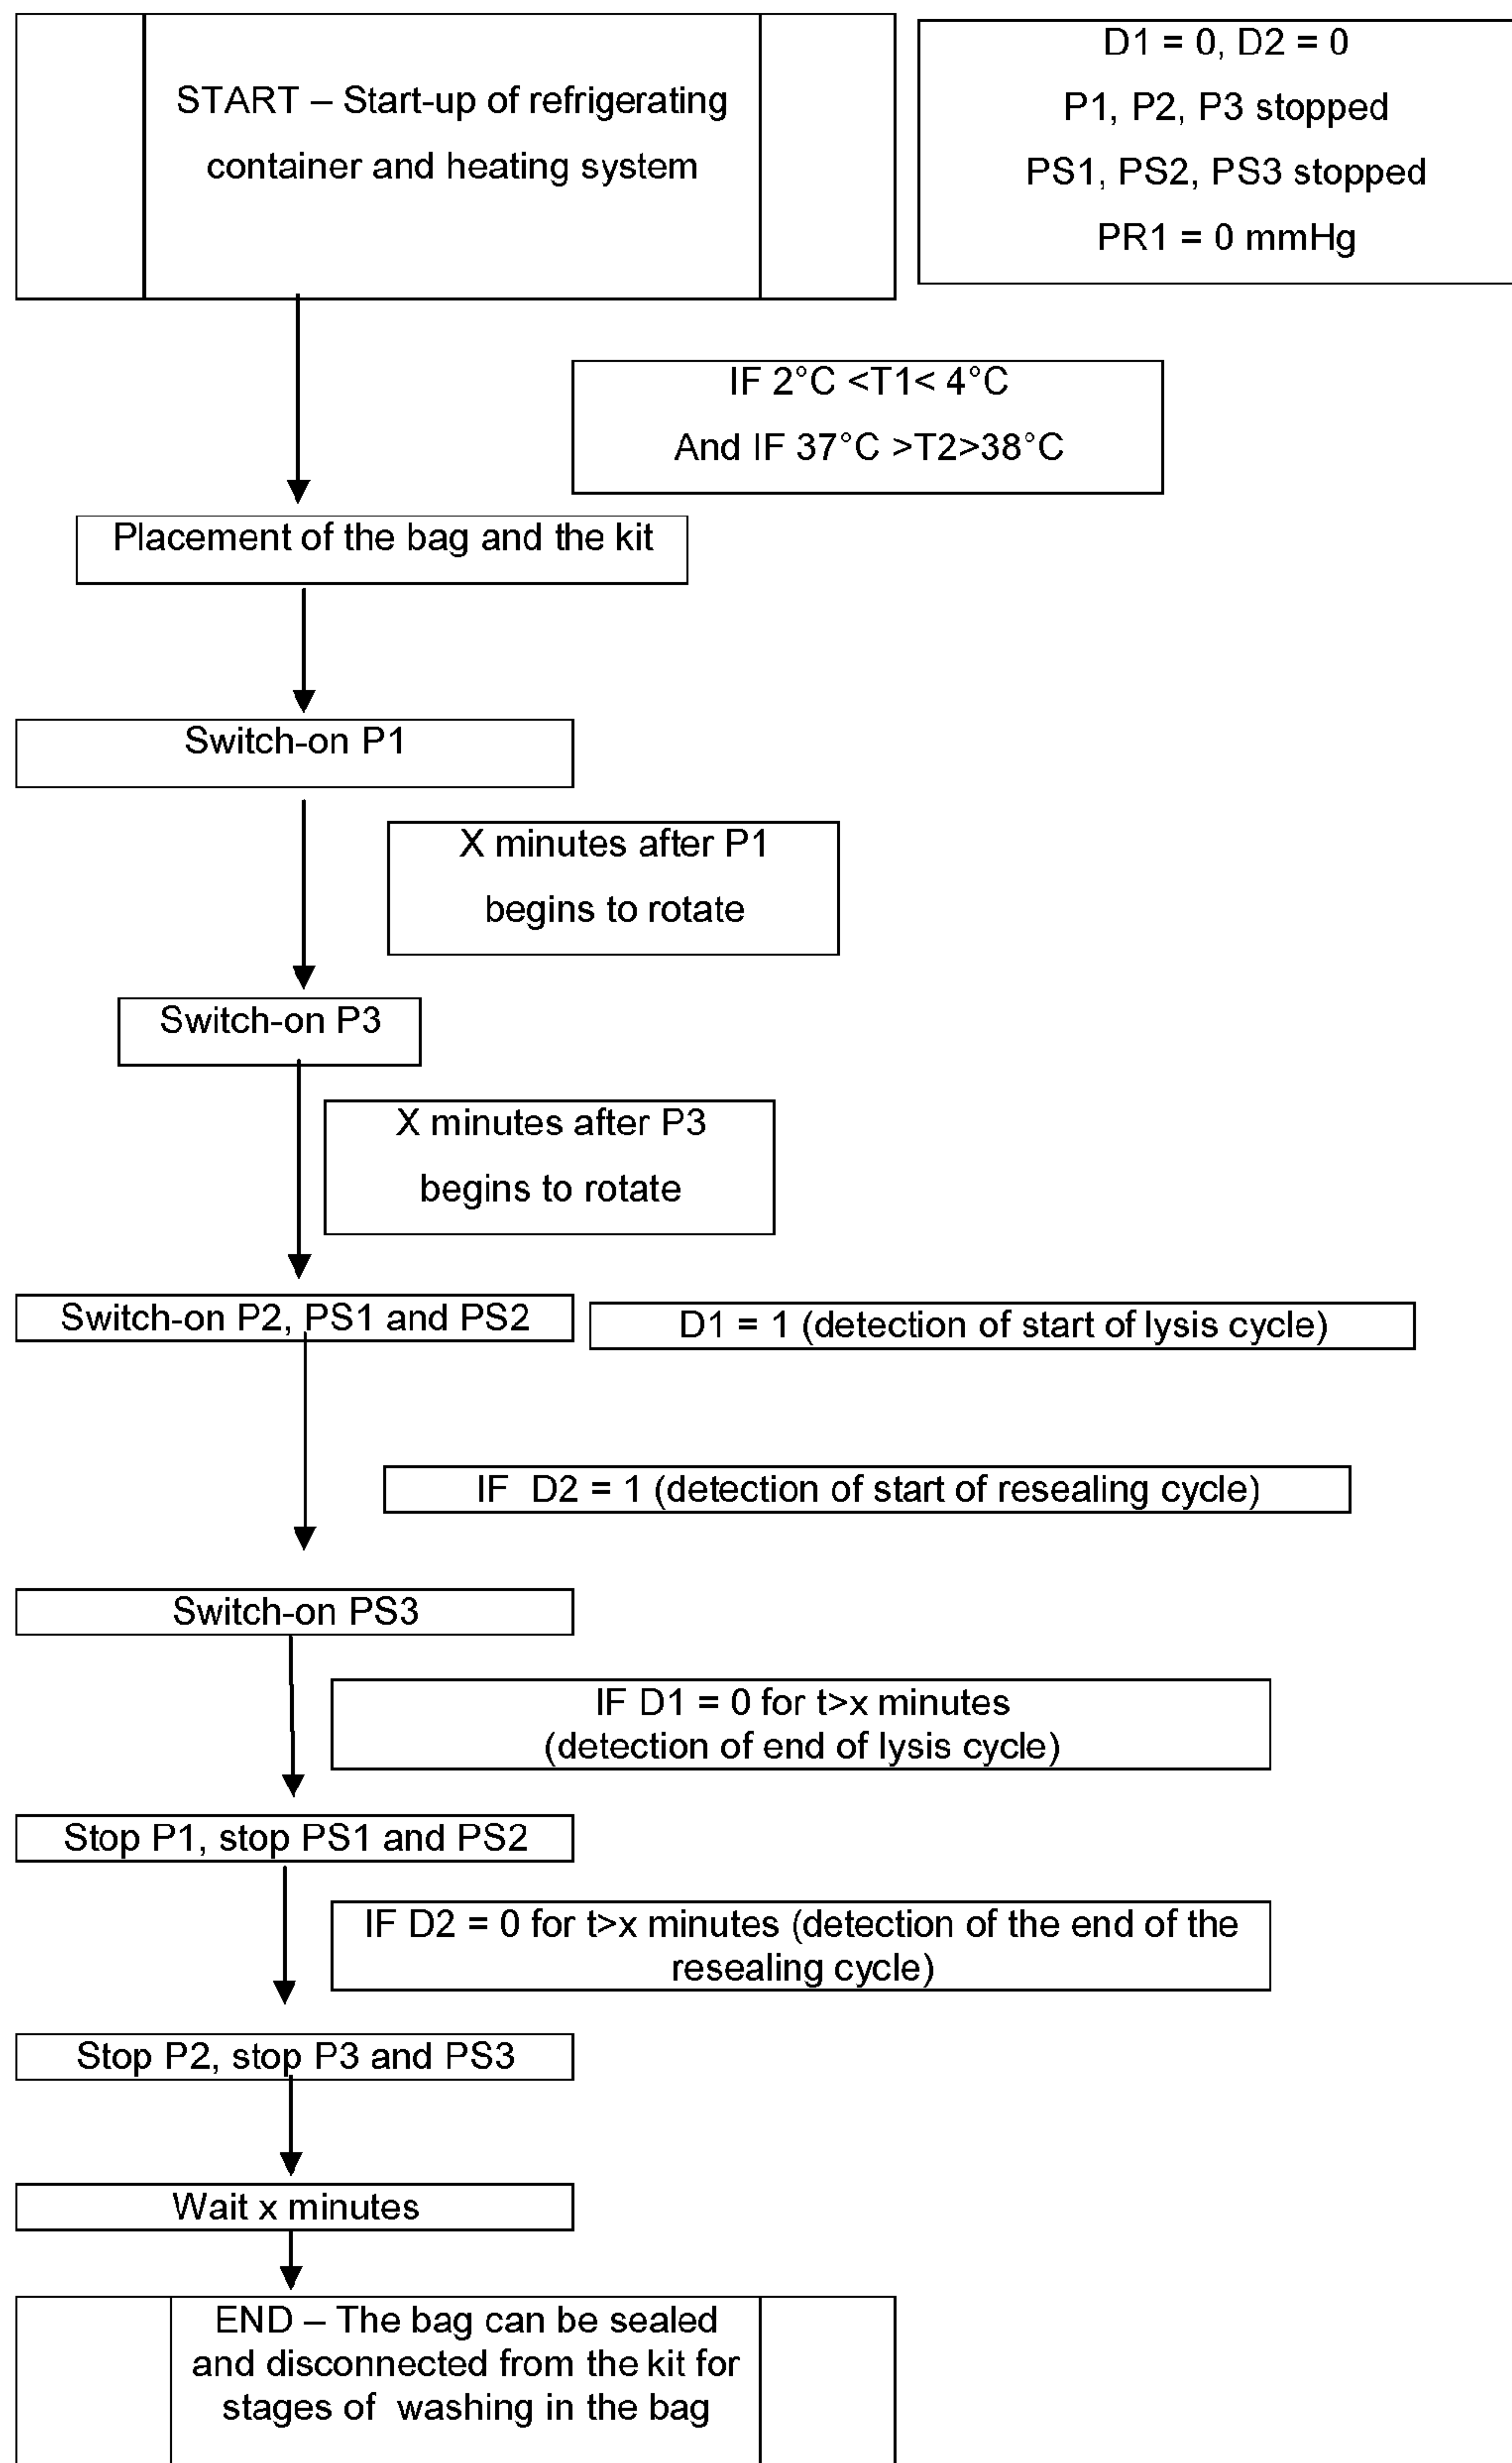 START – Start-up of refrigerating
container and heating system
D1 = 0, D2 = 0
P1, P2, P3 stopped
PS1, PS2, PS3 stopped
PR1 = 0 mmHg
IF 2°C <T1< 4°C
And IF 37°C >T2>38°C
Placement of the bag and the kit
Switch-on P1
X minutes after P1
begins to rotate
Switch-on P3
X minutes after P3
begins to rotate
Switch-on P2, PS1 and PS2
D1 = 1 (detection of start of lysis cycle)
IF  D2 = 1 (detection of start of resealing cycle)
Switch-on PS3
IF D1 = 0 for t>x minutes
(detection of end of lysis cycle)
Stop P1, stop PS1 and PS2
IF D2 = 0 for t>x minutes (detection of the end of the
resealing cycle)
Stop P2, stop P3 and PS3
Wait x minutes
END – The bag can be sealed
and disconnected from the kit for
stages of  washing in the bag